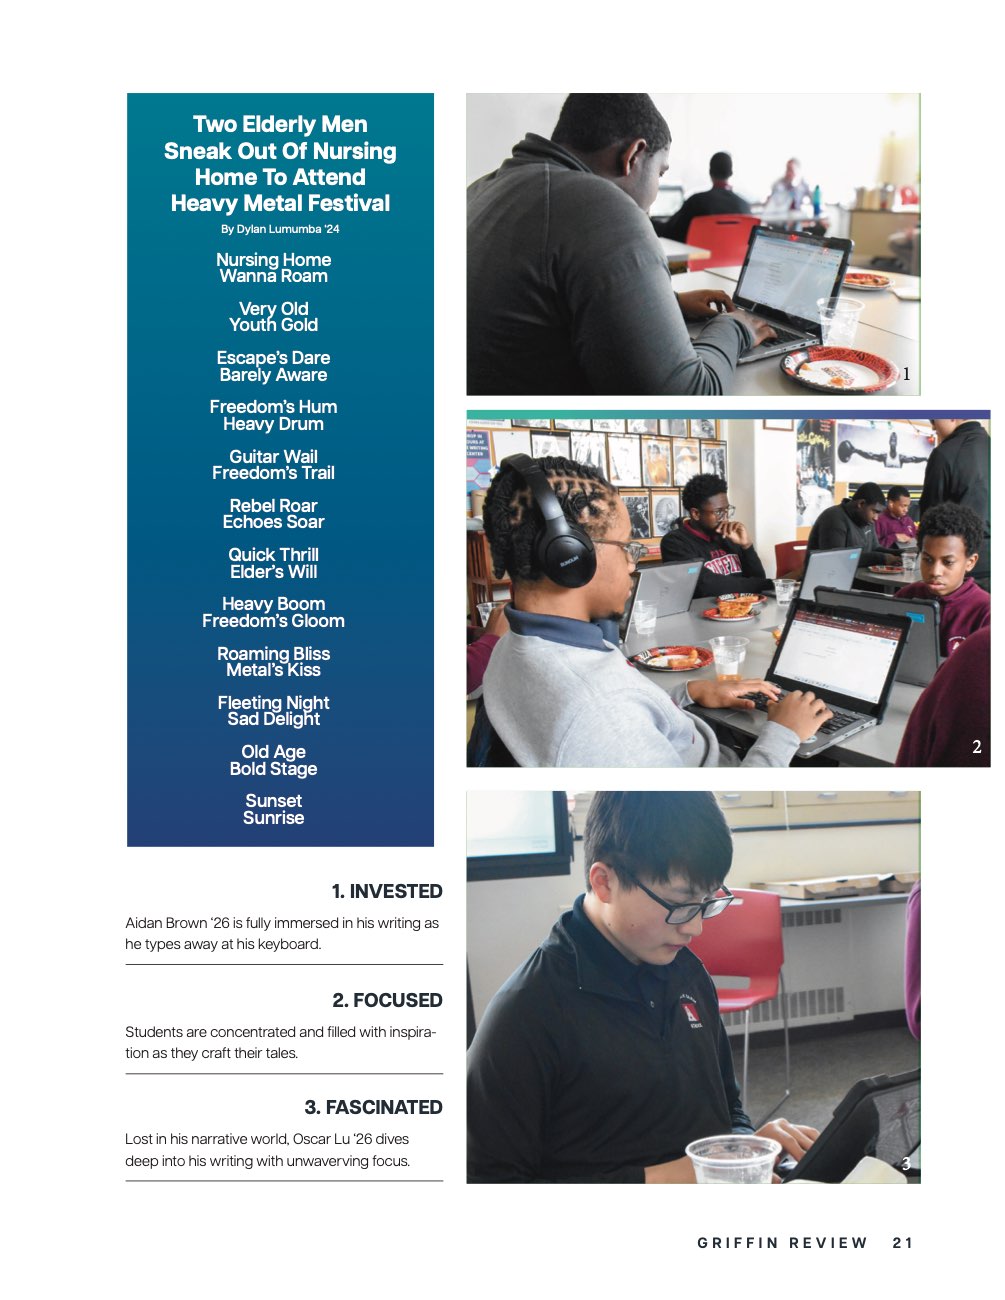 Two Elderly Men
Sneak Out Of Nursing
Home To Attend
Heavy Metal Festival
By Dylan Lumumba '24
Nursing Home
Wanna Roam
Very Old
Youth Gold
Escape's Dare
Barely Aware
Freedom's Hum
Heavy Drum
Guitar Wail
Freedom's Trail
Rebel Roar
Echoes Soar
Quick Thrill
Elder's Will
Heavy Boom
Freedom's Gloom
Roaming Bliss
Metal's Kiss
Fleeting Night
Sad Delight
Old Age
Bold Stage
Sunset
Sunrise
1. INVESTED
Aidan Brown '26 is fully immersed in his writing as
he types away at his keyboard.
2. FOCUSED
Students are concentrated and filled with inspira-
tion as they craft their tales.
3. FASCINATED
Lost in his narrative world, Oscar Lu '26 dives
deep into his writing with unwaverving focus.
1
2
3
GRIFFIN REVIEW 21